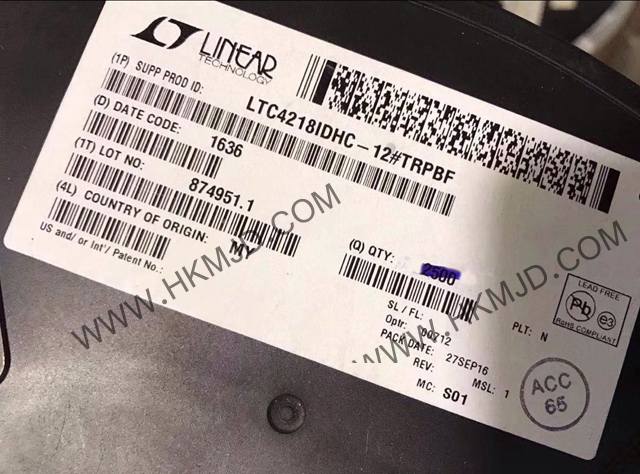 LINEAR
TECHNOLOGY
(1P) SUPP PROD ID:
LTC4218IDHC-12#TRPBF
(D) DATE CODE:
1636
(1T) LOT NO:
874951.1
(4L) COUNTRY OF ORIGIN:
MY
US and/ or Int'/ Patent No.:
(Q) QTY:
2500
SL / FL:
Optr: 00712
PACK DATE: 27SEP16
REV:
MC: S01
MSL: 1
PLT: N
LEAD FREE
Pb
e3
RoHS COMPLIANT
ACC
65
WWW.HKMJD.COM
WWW.HKMJD.COM